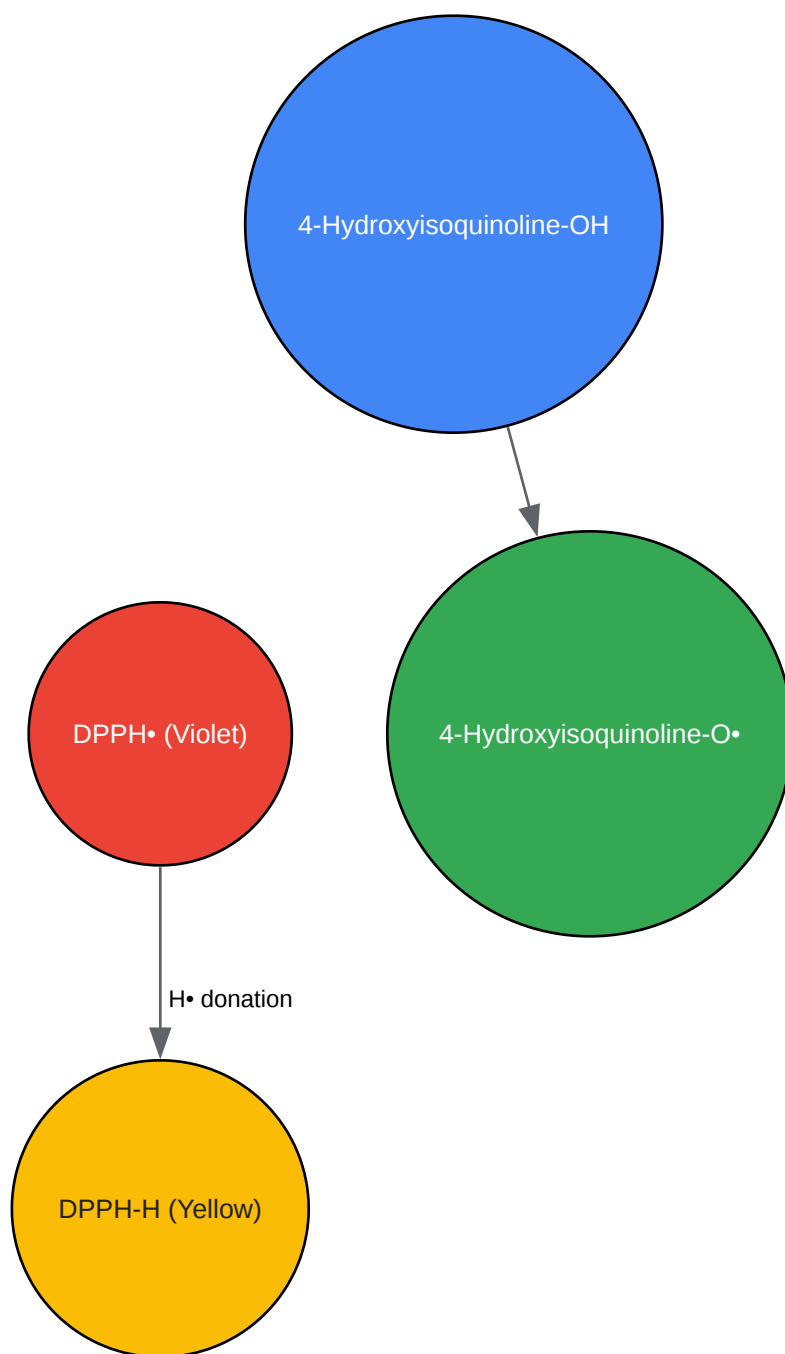 4-Hydroxyisoquinoline-OH
DPPH• (Violet)
4-Hydroxyisoquinoline-O•
H• donation
DPPH-H (Yellow)